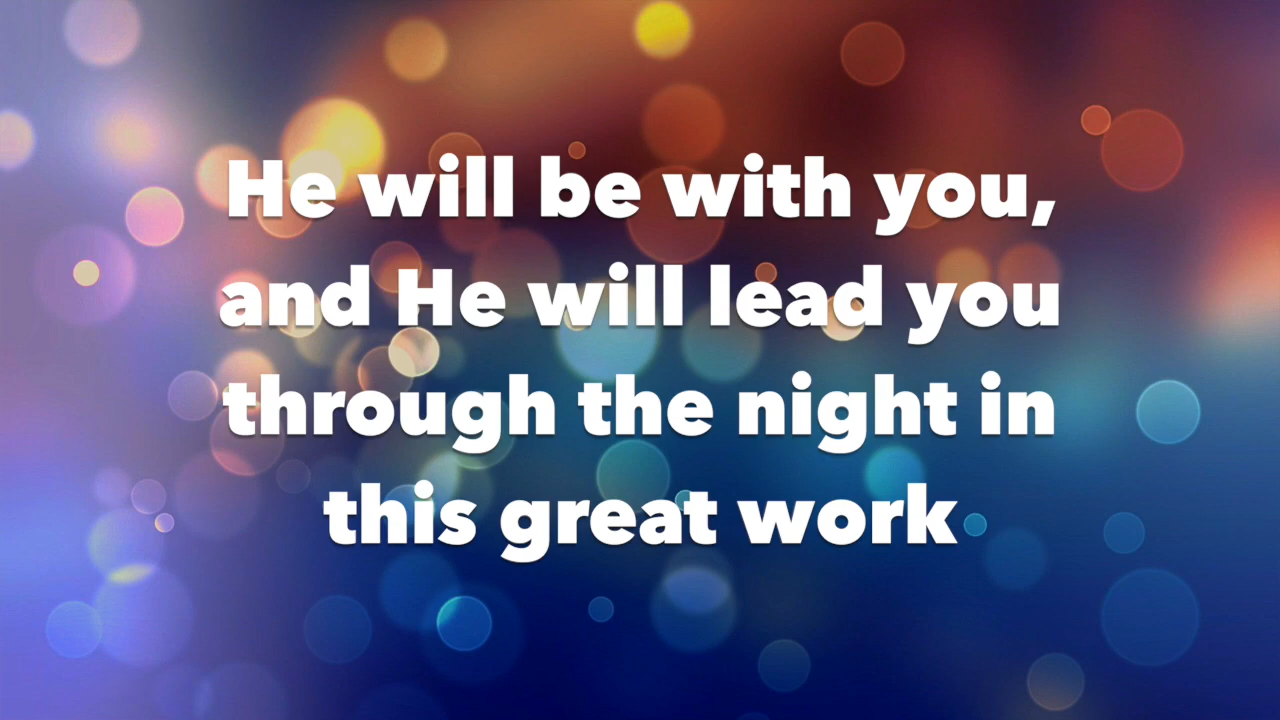 He will be with you,
and He will lead you
through the night in
this great work